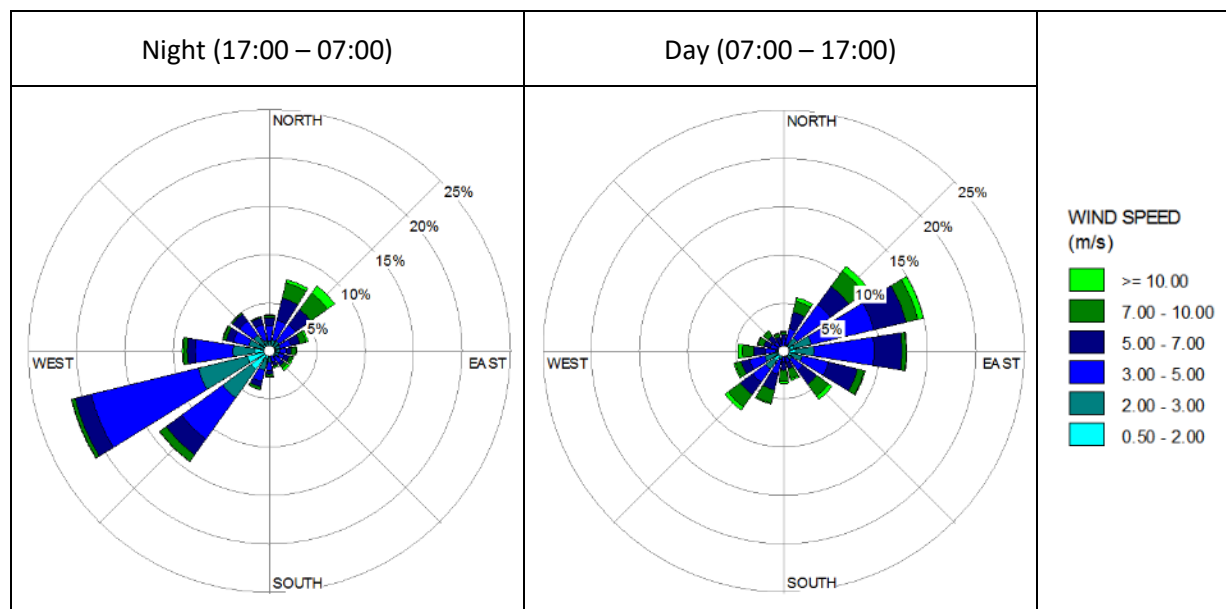 Night (17:00 – 07:00)
Day (07:00 – 17:00)
NORTH
25%
20%
15%
10%
5%
WEST
EAST
SOUTH
NORTH
25%
20%
15%
10%
5%
WEST
EAST
SOUTH
WIND SPEED
(m/s)
>= 10.00
7.00 - 10.00
5.00 - 7.00
3.00 - 5.00
2.00 - 3.00
0.50 - 2.00